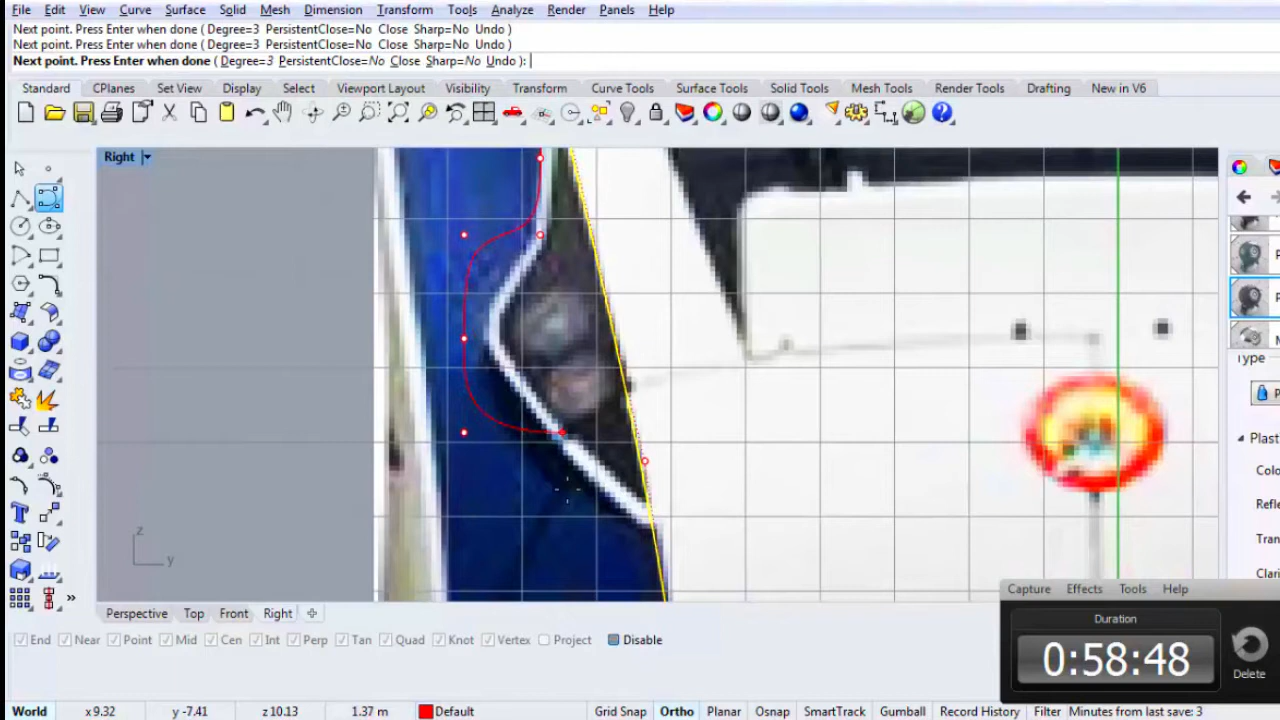 File Edit View Curve Surface Solid Mesh Dimension Transform Tools Analyze Render Panels Help
Next point. Press Enter when done ( Degree=3 PersistentClose=No Close Sharp=No Undo )
Next point. Press Enter when done ( Degree=3 PersistentClose=No Close Sharp=No Undo )
Next point. Press Enter when done ( Degree=3 PersistentClose=No Close Sharp=No Undo ):
Standard CPlanes Set View Display Select Viewport Layout Visibility Transform Curve Tools Surface Tools Solid Tools Mesh Tools Render Tools Drafting New in V6
Right
P
P
Type
P
Plast
Colo
Refle
Tran
Clari
z
y
Capture Effects Tools Help
Duration
0:58:48
Delete
Perspective Top Front Right
End Near Point Mid Cen Int Perp Tan Quad Knot Vertex Project Disable
World x 9.32 y -7.41 z 10.13 1.37 m Default Grid Snap Ortho Planar Osnap SmartTrack Gumball Record History Filter Minutes from last save: 3